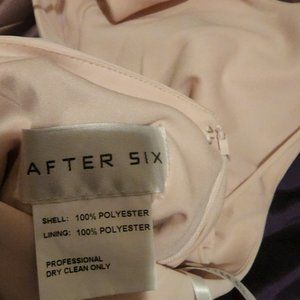 AFTER SIX
SHELL: 100% POLYESTER
LINING: 100% POLYESTER
PROFESSIONAL
DRY CLEAN ONLY